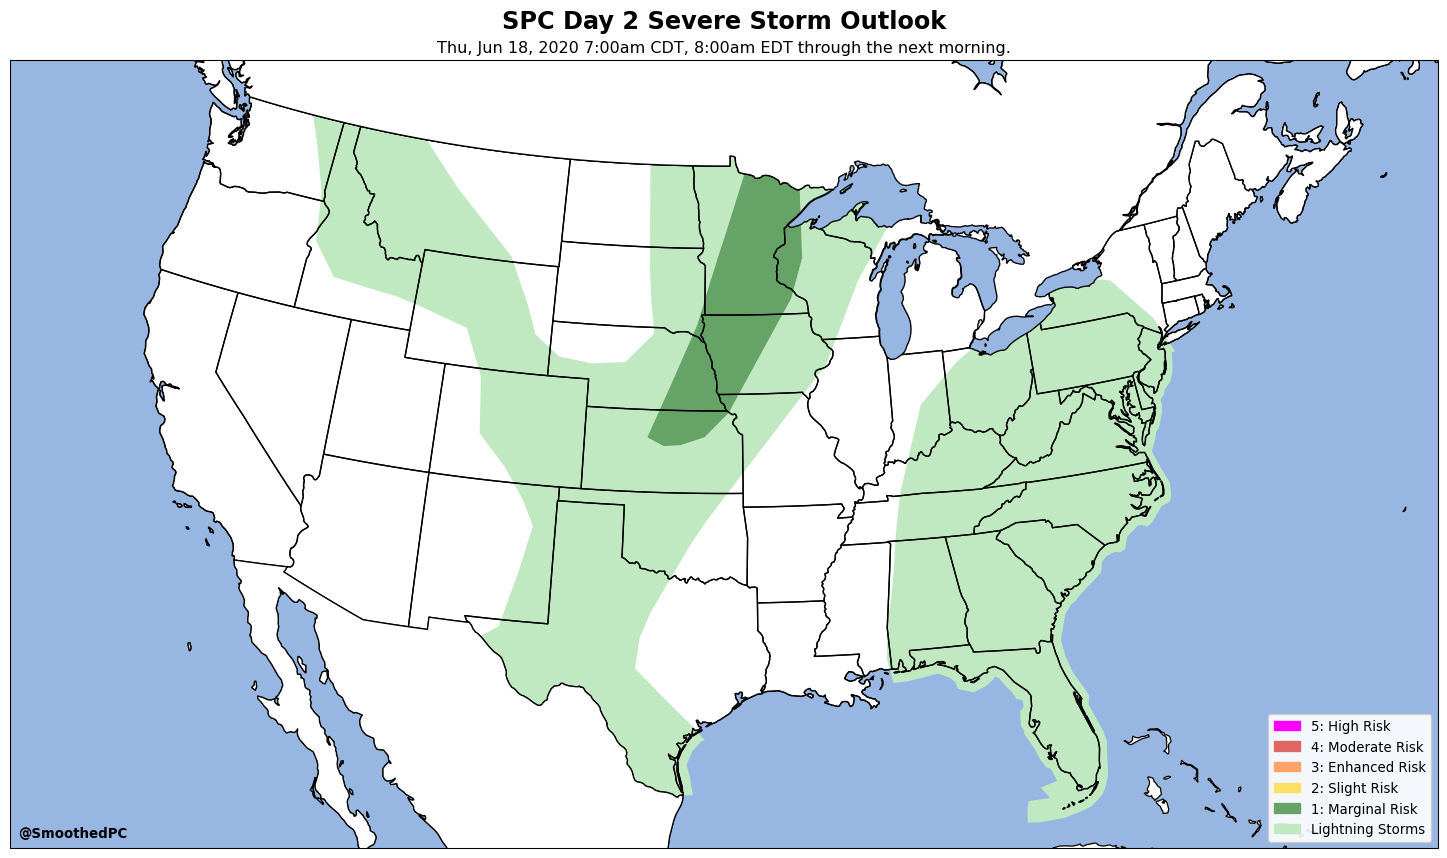 SPC Day 2 Severe Storm Outlook
Thu, Jun 18, 2020 7:00am CDT, 8:00am EDT through the next morning.
5: High Risk
4: Moderate Risk
3: Enhanced Risk
2: Slight Risk
1: Marginal Risk
Lightning Storms
@SmoothedPC